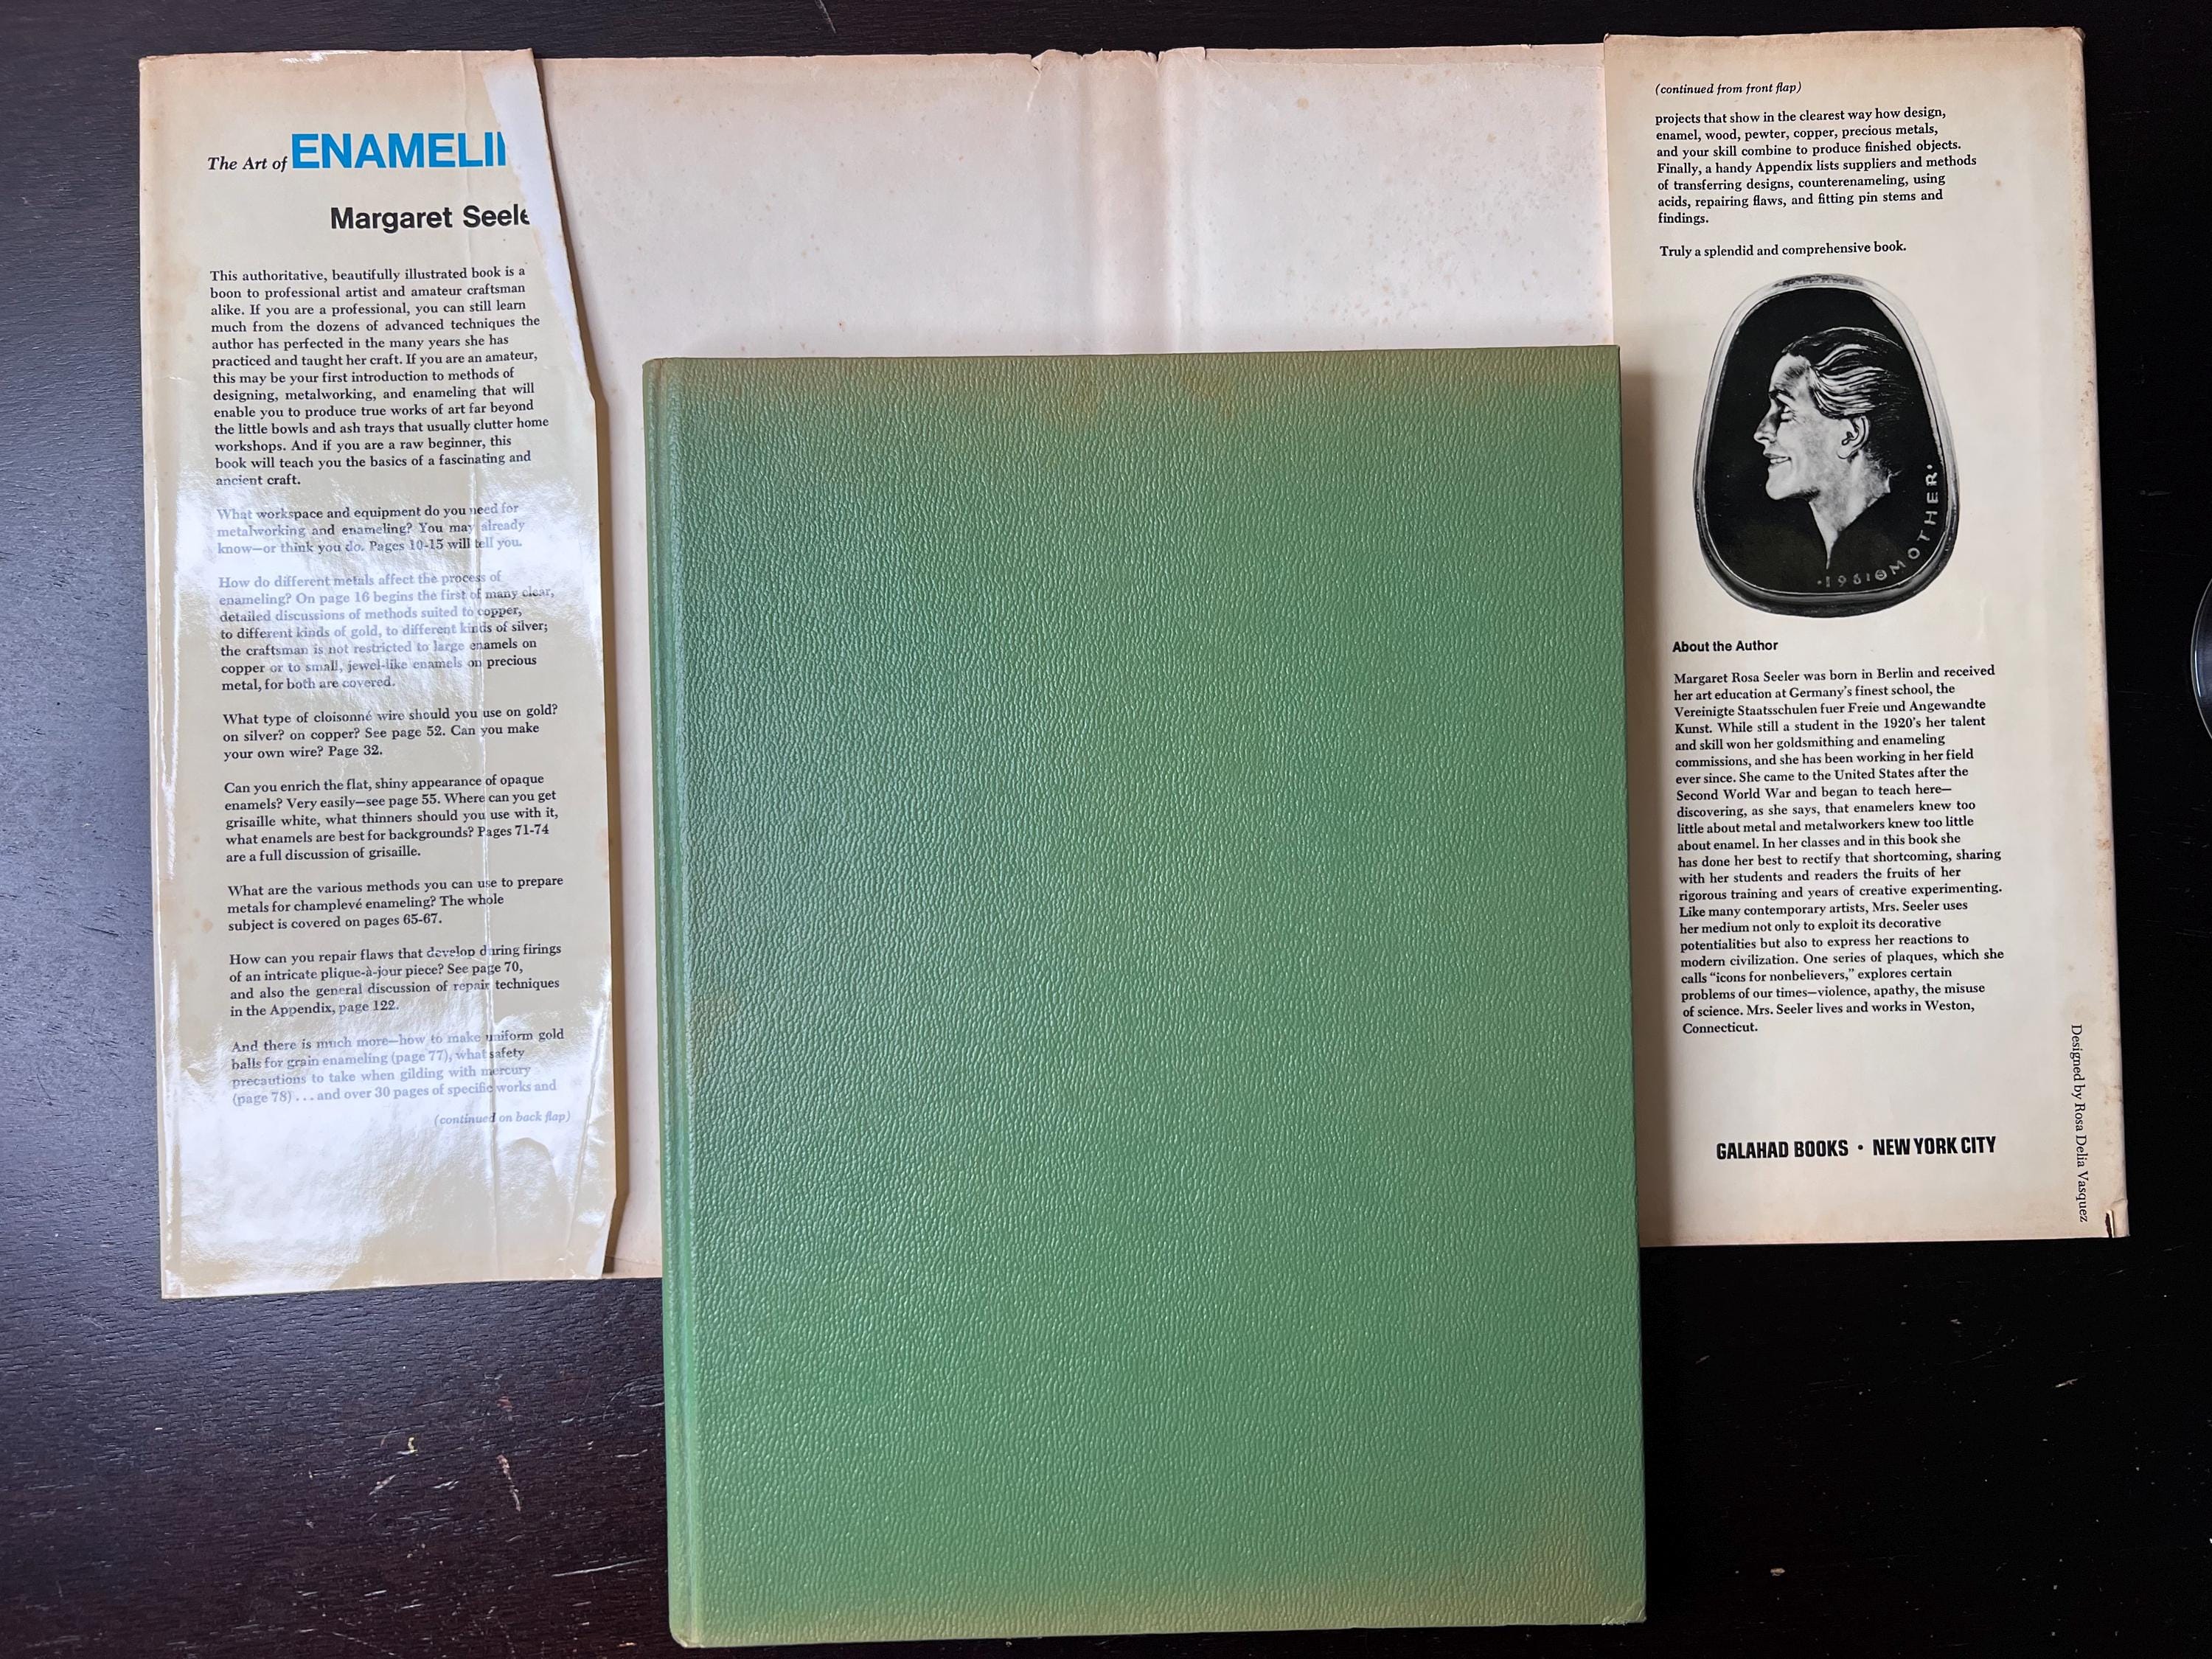 The Art of ENAMELI
Margaret Seele
This authoritative, beautifully illustrated book is a
boon to professional artist and amateur craftsman
alike. If you are a professional, you can still learn
much from the dozens of advanced techniques the
author has perfected in the many years she has
practiced and taught her craft. If you are an amateur,
this may be your first introduction to methods of
designing, metalworking, and enameling that will
enable you to produce true works of art far beyond
the little bowls and ash trays that usually clutter home
workshops. And if you are a raw beginner, this
book will teach you the basics of a fascinating and
ancient craft.
What workspace and equipment do you need for
metalworking and enameling? You may already
know—or think you do. Pages 10-15 will tell you.
How do different metals affect the process of
enameling? On page 16 begins the first of many clear,
detailed discussions of methods suited to copper,
to different kinds of gold, to different kinds of silver;
the craftsman is not restricted to large enamels on
copper or to small, jewel-like enamels on precious
metal, for both are covered.
What type of cloisonné wire should you use on gold?
on silver? on copper? See page 52. Can you make
your own wire? Page 32.
Can you enrich the flat, shiny appearance of opaque
enamels? Very easily—see page 55. Where can you get
grisaille white, what thinners should you use with it,
what enamels are best for backgrounds? Pages 71-74
are a full discussion of grisaille.
What are the various methods you can use to prepare
metals for champlevé enameling? The whole
subject is covered on pages 65-67.
How can you repair flaws that develop during firings
of an intricate plique-à-jour piece? See page 70,
and also the general discussion of repair techniques
in the Appendix, page 122.
And there is much more—how to make uniform gold
balls for grain enameling (page 77), what safety
precautions to take when gilding with mercury
(page 78) . . . and over 30 pages of specific works and
(continued on back flap)
(continued from front flap)
projects that show in the clearest way how design,
enamel, wood, pewter, copper, precious metals,
and your skill combine to produce finished objects.
Finally, a handy Appendix lists suppliers and methods
of transferring designs, counterenameling, using
acids, repairing flaws, and fitting pin stems and
findings.
Truly a splendid and comprehensive book.
·1961 MOTHER·
About the Author
Margaret Rosa Seeler was born in Berlin and received
her art education at Germany's finest school, the
Vereinigte Staatsschulen fuer Freie und Angewandte
Kunst. While still a student in the 1920's her talent
and skill won her goldsmithing and enameling
commissions, and she has been working in her field
ever since. She came to the United States after the
Second World War and began to teach here—
discovering, as she says, that enamelers knew too
little about metal and metalworkers knew too little
about enamel. In her classes and in this book she
has done her best to rectify that shortcoming, sharing
with her students and readers the fruits of her
rigorous training and years of creative experimenting.
Like many contemporary artists, Mrs. Seeler uses
her medium not only to exploit its decorative
potentialities but also to express her reactions to
modern civilization. One series of plaques, which she
calls “icons for nonbelievers,” explores certain
problems of our times—violence, apathy, the misuse
of science. Mrs. Seeler lives and works in Weston,
Connecticut.
GALAHAD BOOKS • NEW YORK CITY
Designed by Rosa Delia Vasquez